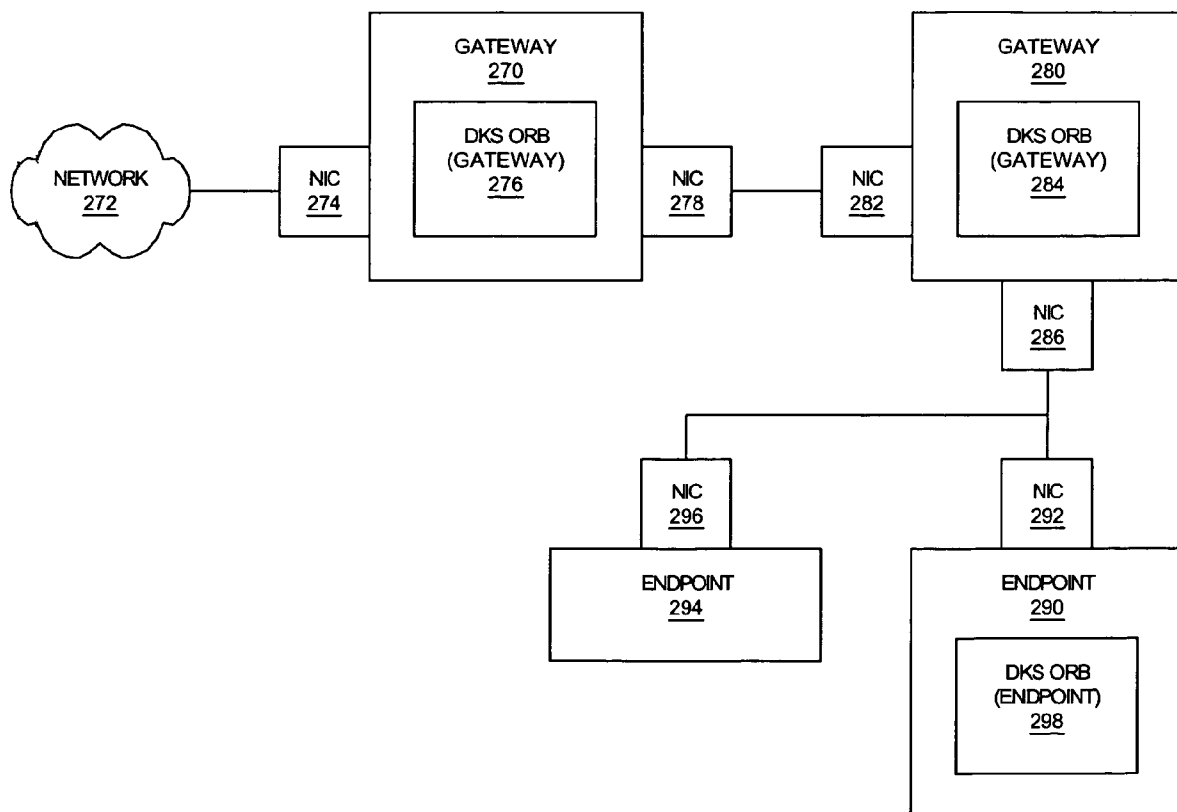 GATEWAY
270
DKS ORB
(GATEWAY)
276
NETWORK
272
NIC
274
NIC
278
NIC
282
GATEWAY
280
DKS ORB
(GATEWAY)
284
NIC
286
NIC
296
ENDPOINT
294
NIC
292
ENDPOINT
290
DKS ORB
(ENDPOINT)
298